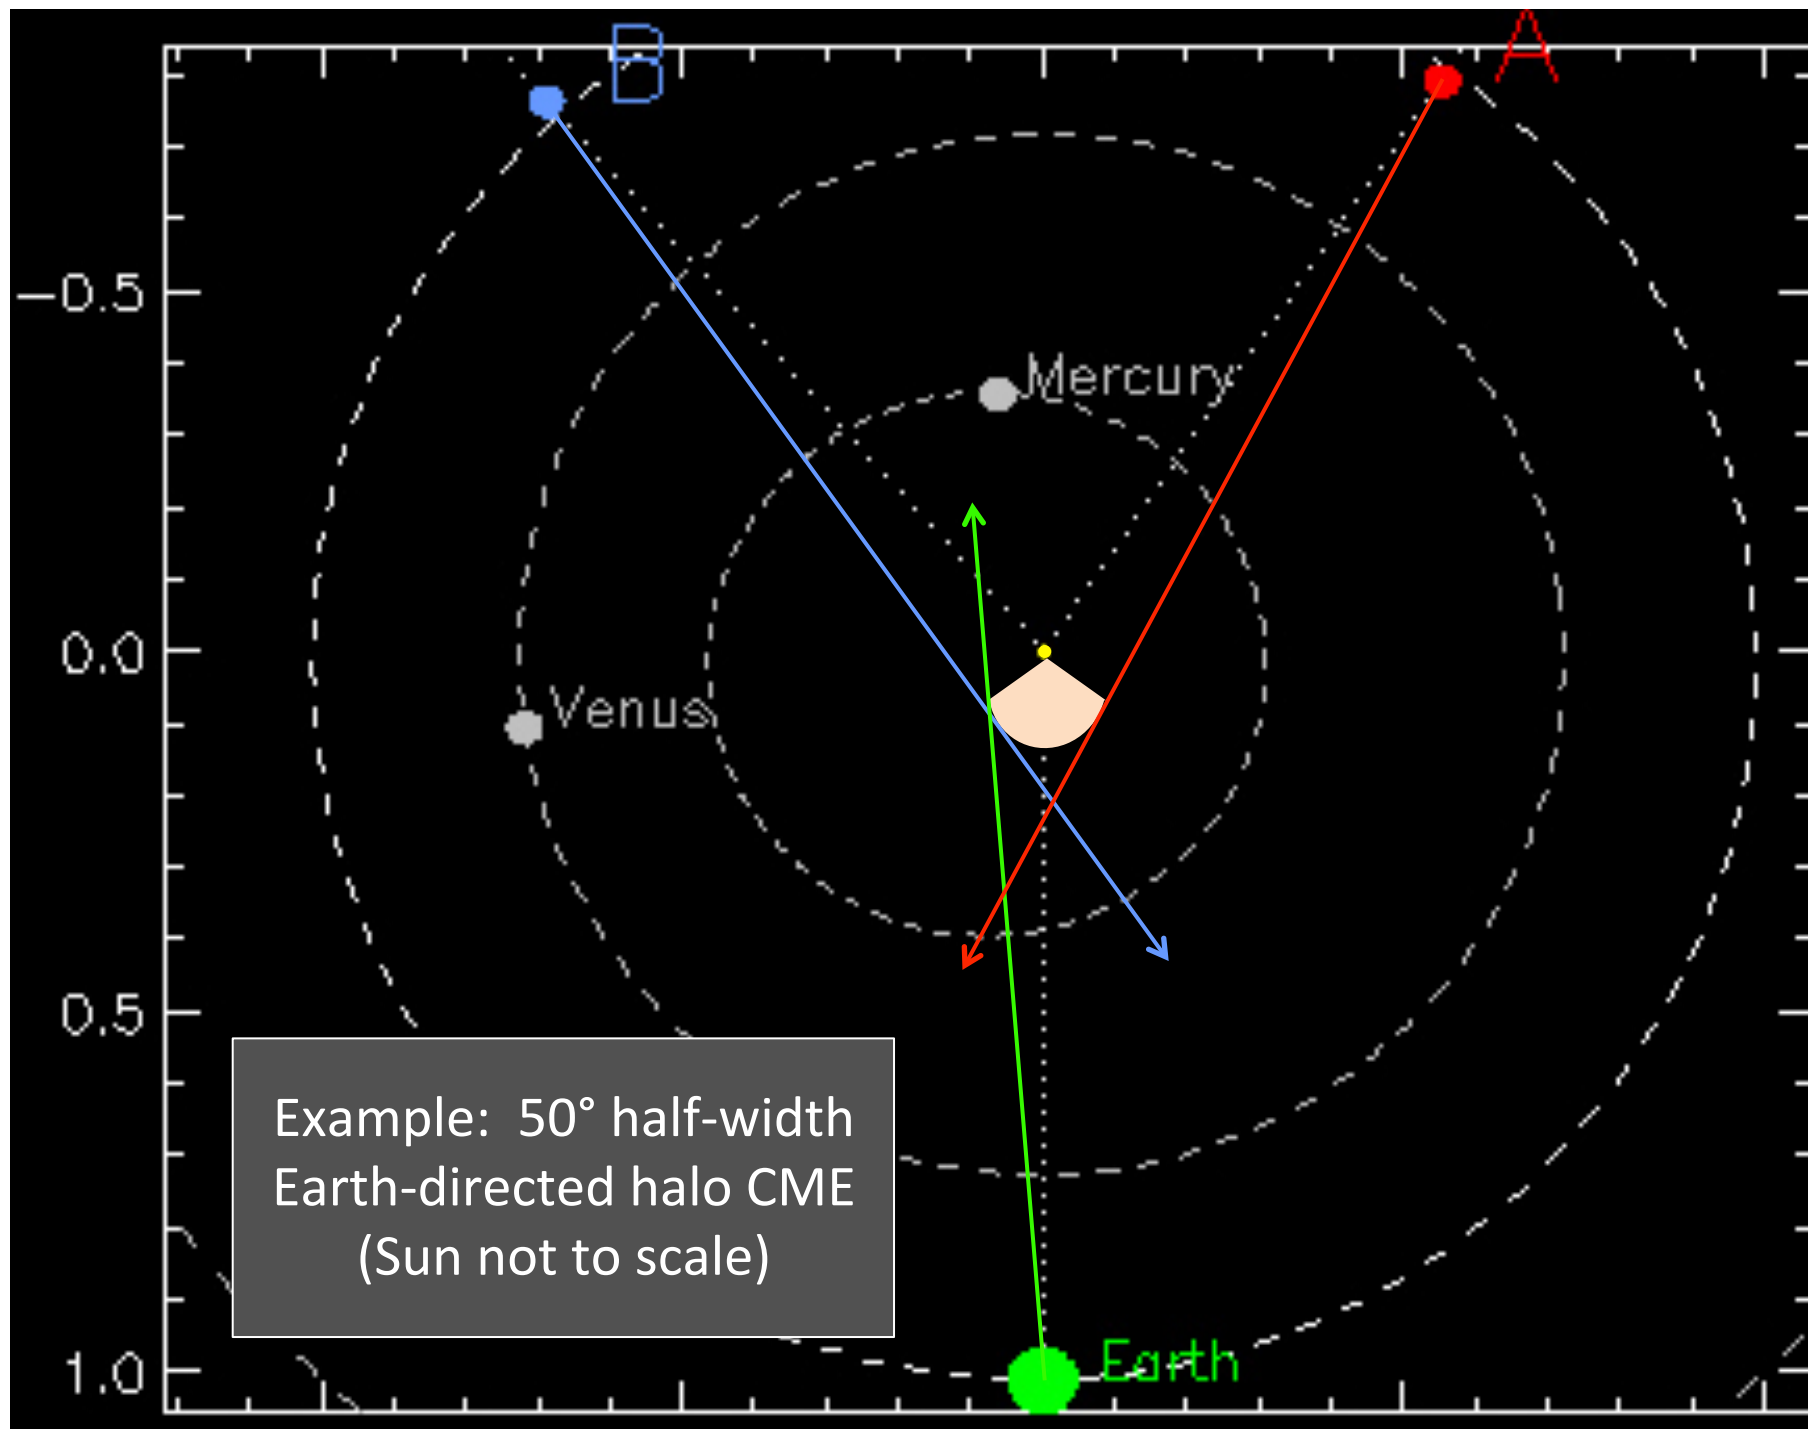 B
B
A
−0.5
Mercury
0.0
Venus
0.5
Example: 50° half-width
Earth-directed halo CME
(Sun not to scale)
1.0
Earth